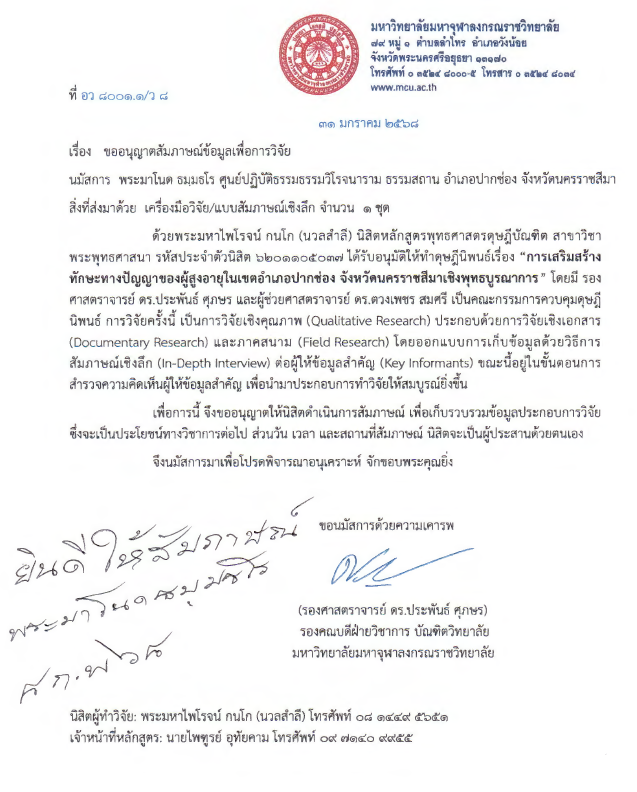 มหาวิทยาลัยมหาจุฬาลงกรณราชวิทยาลัย
๗๙ หมู่ ๑ ตำบลลำไทร อำเภอวังน้อย
จังหวัดพระนครศรีอยุธยา ๑๓๑๗๐
โทรศัพท์ ๐ ๓๕๒๔ ๘๐๐๐-๕ โทรสาร ๐ ๓๕๒๔ ๘๐๓๔
www.mcu.ac.th
ที่ อว ๘๐๐๑.๑/ว ๘
๓๑ มกราคม ๒๕๖๘
เรื่อง ขออนุญาตสัมภาษณ์ข้อมูลเพื่อการวิจัย
นมัสการ พระมาโนต ธมฺมธโร ศูนย์ปฏิบัติธรรมธรรมวิโรจนาราม ธรรมสถาน อำเภอปากช่อง จังหวัดนครราชสีมา
สิ่งที่ส่งมาด้วย เครื่องมือวิจัย/แบบสัมภาษณ์เชิงลึก จำนวน ๑ ชุด
ด้วยพระมหาไพโรจน์ กนโก (นวลสำลี) นิสิตหลักสูตรพุทธศาสตรดุษฎีบัณฑิต สาขาวิชา
พระพุทธศาสนา รหัสประจำตัวนิสิต ๖๒๐๑๑๐๕๐๓๗ ได้รับอนุมัติให้ทำดุษฎีนิพนธ์เรื่อง “การเสริมสร้าง
ทักษะทางปัญญาของผู้สูงอายุในเขตอำเภอปากช่อง จังหวัดนครราชสีมาเชิงพุทธบูรณาการ” โดยมี รอง
ศาสตราจารย์ ดร.ประพันธ์ ศุภษร และผู้ช่วยศาสตราจารย์ ดร.ตวงเพชร สมศรี เป็นคณะกรรมการควบคุมดุษฎี
นิพนธ์ การวิจัยครั้งนี้ เป็นการวิจัยเชิงคุณภาพ (Qualitative Research) ประกอบด้วยการวิจัยเชิงเอกสาร
(Documentary Research) และภาคสนาม (Field Research) โดยออกแบบการเก็บข้อมูลด้วยวิธีการ
สัมภาษณ์เชิงลึก (In-Depth Interview) ต่อผู้ให้ข้อมูลสำคัญ (Key Informants) ขณะนี้อยู่ในขั้นตอนการ
สำรวจความคิดเห็นผู้ให้ข้อมูลสำคัญ เพื่อนำมาประกอบการทำวิจัยให้สมบูรณ์ยิ่งขึ้น
เพื่อการนี้ จึงขออนุญาตให้นิสิตดำเนินการสัมภาษณ์ เพื่อเก็บรวบรวมข้อมูลประกอบการวิจัย
ซึ่งจะเป็นประโยชน์ทางวิชาการต่อไป ส่วนวัน เวลา และสถานที่สัมภาษณ์ นิสิตจะเป็นผู้ประสานด้วยตนเอง
จึงนมัสการมาเพื่อโปรดพิจารณาอนุเคราะห์ จักขอบพระคุณยิ่ง
ขอนมัสการด้วยความเคารพ
ยินดีให้สัมภาษณ์
(รองศาสตราจารย์ ดร.ประพันธ์ ศุภษร)
รองคณบดีฝ่ายวิชาการ บัณฑิตวิทยาลัย
มหาวิทยาลัยมหาจุฬาลงกรณราชวิทยาลัย
นิสิตผู้ทำวิจัย: พระมหาไพโรจน์ กนโก (นวลสำลี) โทรศัพท์ ๐๘ ๑๔๔๙ ๕๖๕๑
เจ้าหน้าที่หลักสูตร: นายไพฑูรย์ อุทัยคาม โทรศัพท์ ๐๙ ๗๑๔๐ ๙๙๕๕